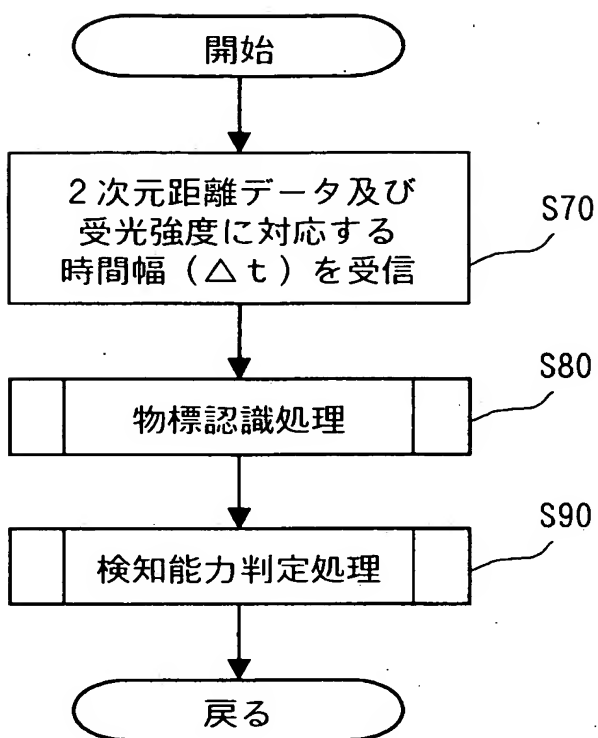 開始
2次元距離データ及び
受光強度に対応する
時間幅(△t)を受信
S70
物標認識処理
S80
検知能力判定処理
S90
戻る